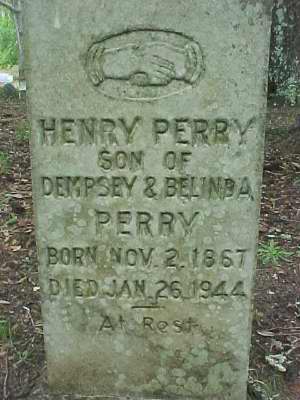 HENRY PERRY
SON OF
DEMPSEY & BELINDA
PERRY
BORN NOV. 2, 1867
DIED JAN. 26, 1944
At Rest